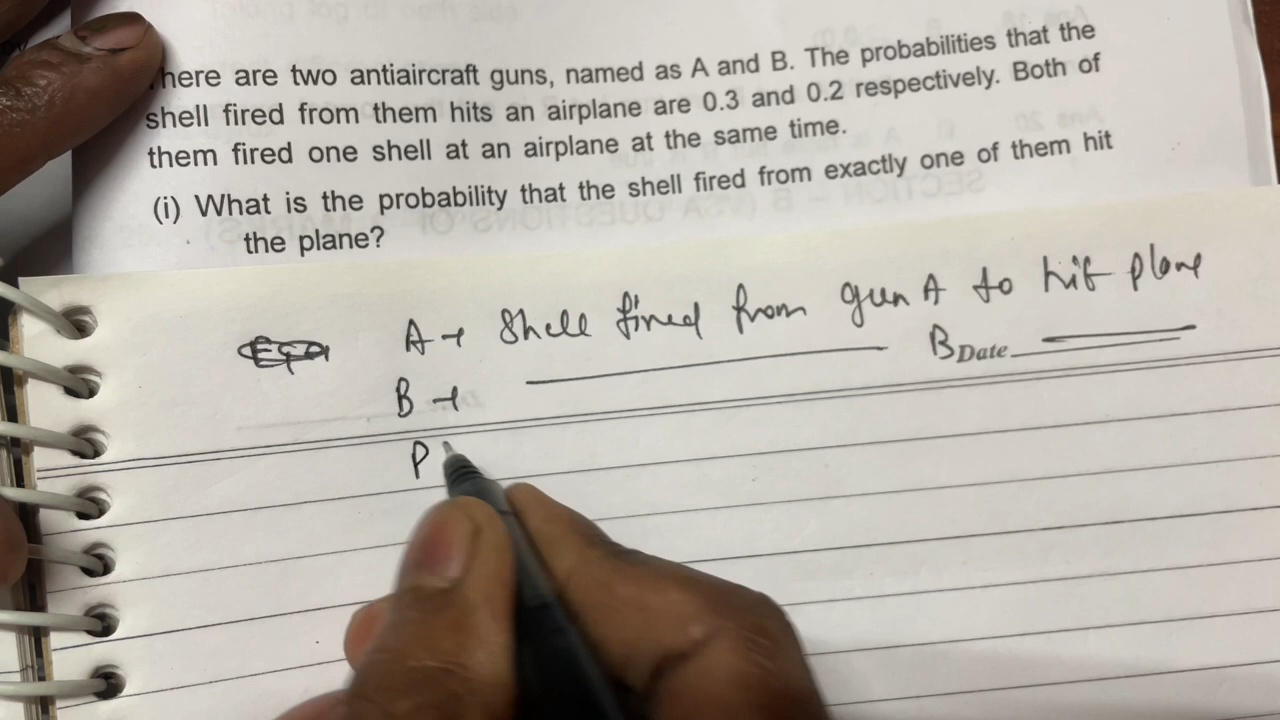 here are two antiaircraft guns, named as A and B. The probabilities that the
shell fired from them hits an airplane are 0.3 and 0.2 respectively. Both of
them fired one shell at an airplane at the same time.
(i) What is the probability that the shell fired from exactly one of them hit
the plane?
A → Shell fired from gun A to hit plane
B → ——— B ———
Date
P